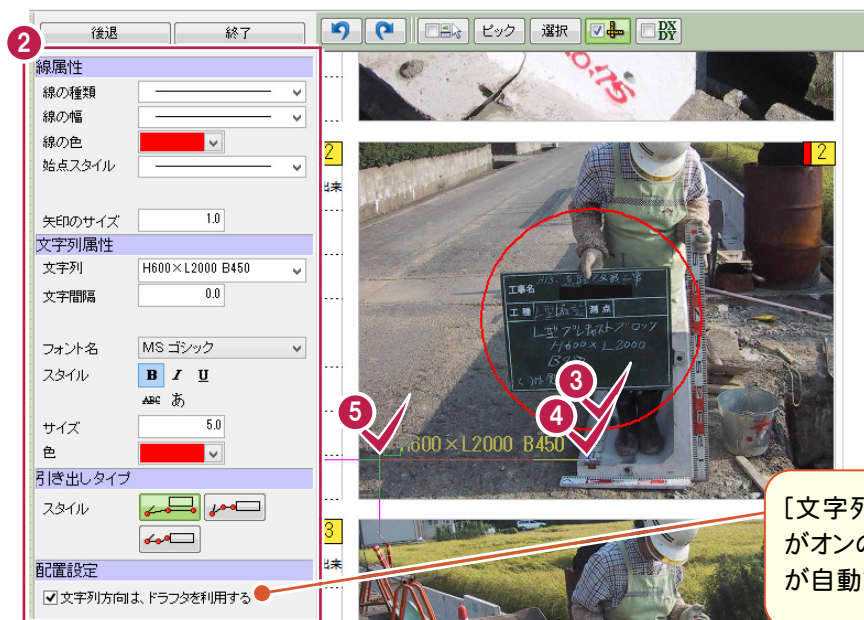 後退 終了 ピック 選択 DX DY
2
線属性
線の種類
線の幅
線の色
始点スタイル
矢印のサイズ 1.0
文字列属性
文字列 H600×L2000 B450
文字間隔 0.0
フォント名 MS ゴシック
スタイル B I U
ABC あ
サイズ 5.0
色
引き出しタイプ
スタイル
配置設定
文字列方向は、ドラフタを利用する
2
来
2
工事名
工種 測点
H600×L2000
3
4
5
H600×L2000 B450
3
来
[文字列
がオンの
が自動